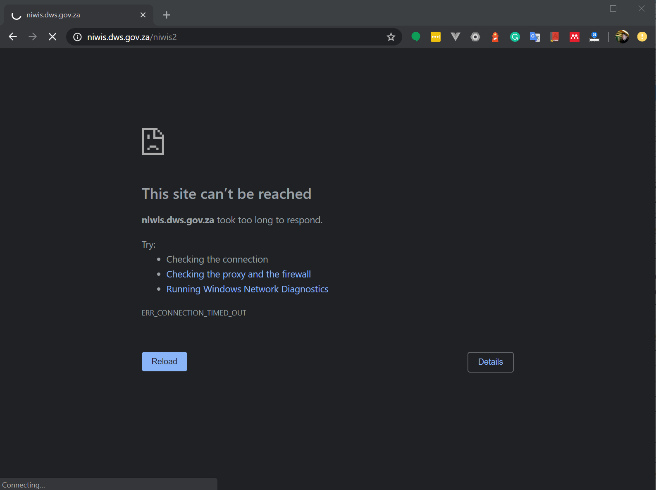 niwis.dws.gov.za
niwis.dws.gov.za/niwis2
This site can't be reached
niwis.dws.gov.za took too long to respond.
Try:
• Checking the connection
• Checking the proxy and the firewall
• Running Windows Network Diagnostics
ERR_CONNECTION_TIMED_OUT
Reload Details
Connecting...